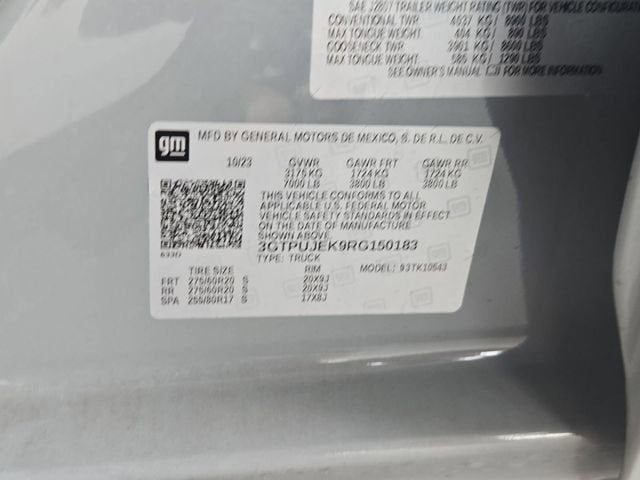 SAE J2807 TRAILER WEIGHT RATING (TWR) FOR VEHICLE CONFIGURAT
CONVENTIONAL TWR 4037 KG / 8900 LBS
MAX TONGUE WEIGHT 404 KG / 890 LBS
GOOSENECK TWR 3901 KG / 8600 LBS
MAX TONGUE WEIGHT 585 KG / 1290 LBS
SEE OWNER'S MANUAL FOR MORE INFORMATION
gm
MFD BY GENERAL MOTORS DE MEXICO, S. DE R.L. DE C.V.
10/23 GVWR GAWR FRT GAWR RR
3175 KG 1724 KG 1724 KG
7000 LB 3800 LB 3800 LB
THIS VEHICLE CONFORMS TO ALL
APPLICABLE U.S. FEDERAL MOTOR
VEHICLE SAFETY STANDARDS IN EFFECT
ON THE DATE OF MANUFACTURE
SHOWN ABOVE.
3GTPUJEK9RG150183
TYPE: TRUCK MODEL: 93TK10543
TIRE SIZE RIM
FRT 275/60R20 S 20X9J
RR 275/60R20 S 20X9J
SPA 255/80R17 S 17X8J